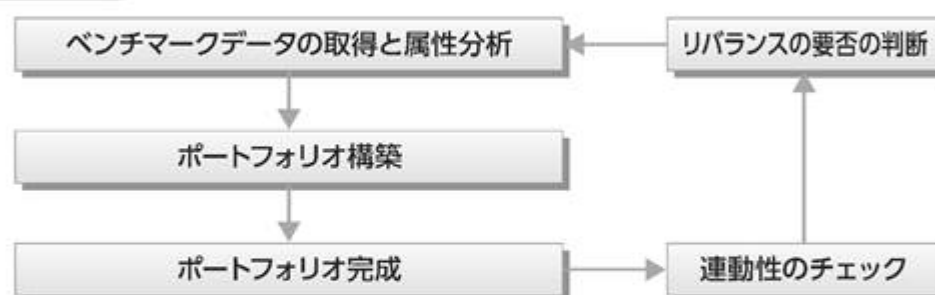 ベンチマークデータの取得と属性分析
リバランスの要否の判断
ポートフォリオ構築
ポートフォリオ完成
連動性のチェック